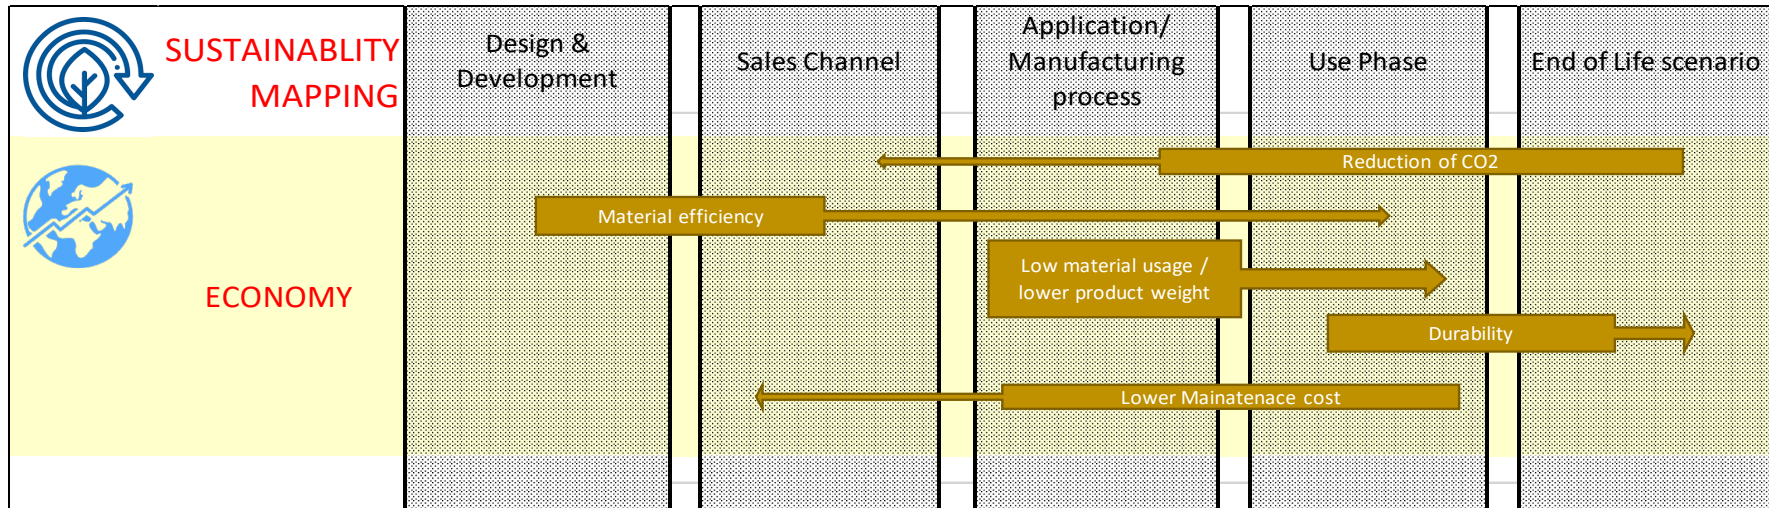 SUSTAINABLITY
MAPPING
Design &
Development
Sales Channel
Application/
Manufacturing
process
Use Phase
End of Life scenario
Reduction of CO2
Material efficiency
Low material usage /
lower product weight
ECONOMY
Durability
Lower Mainatenace cost